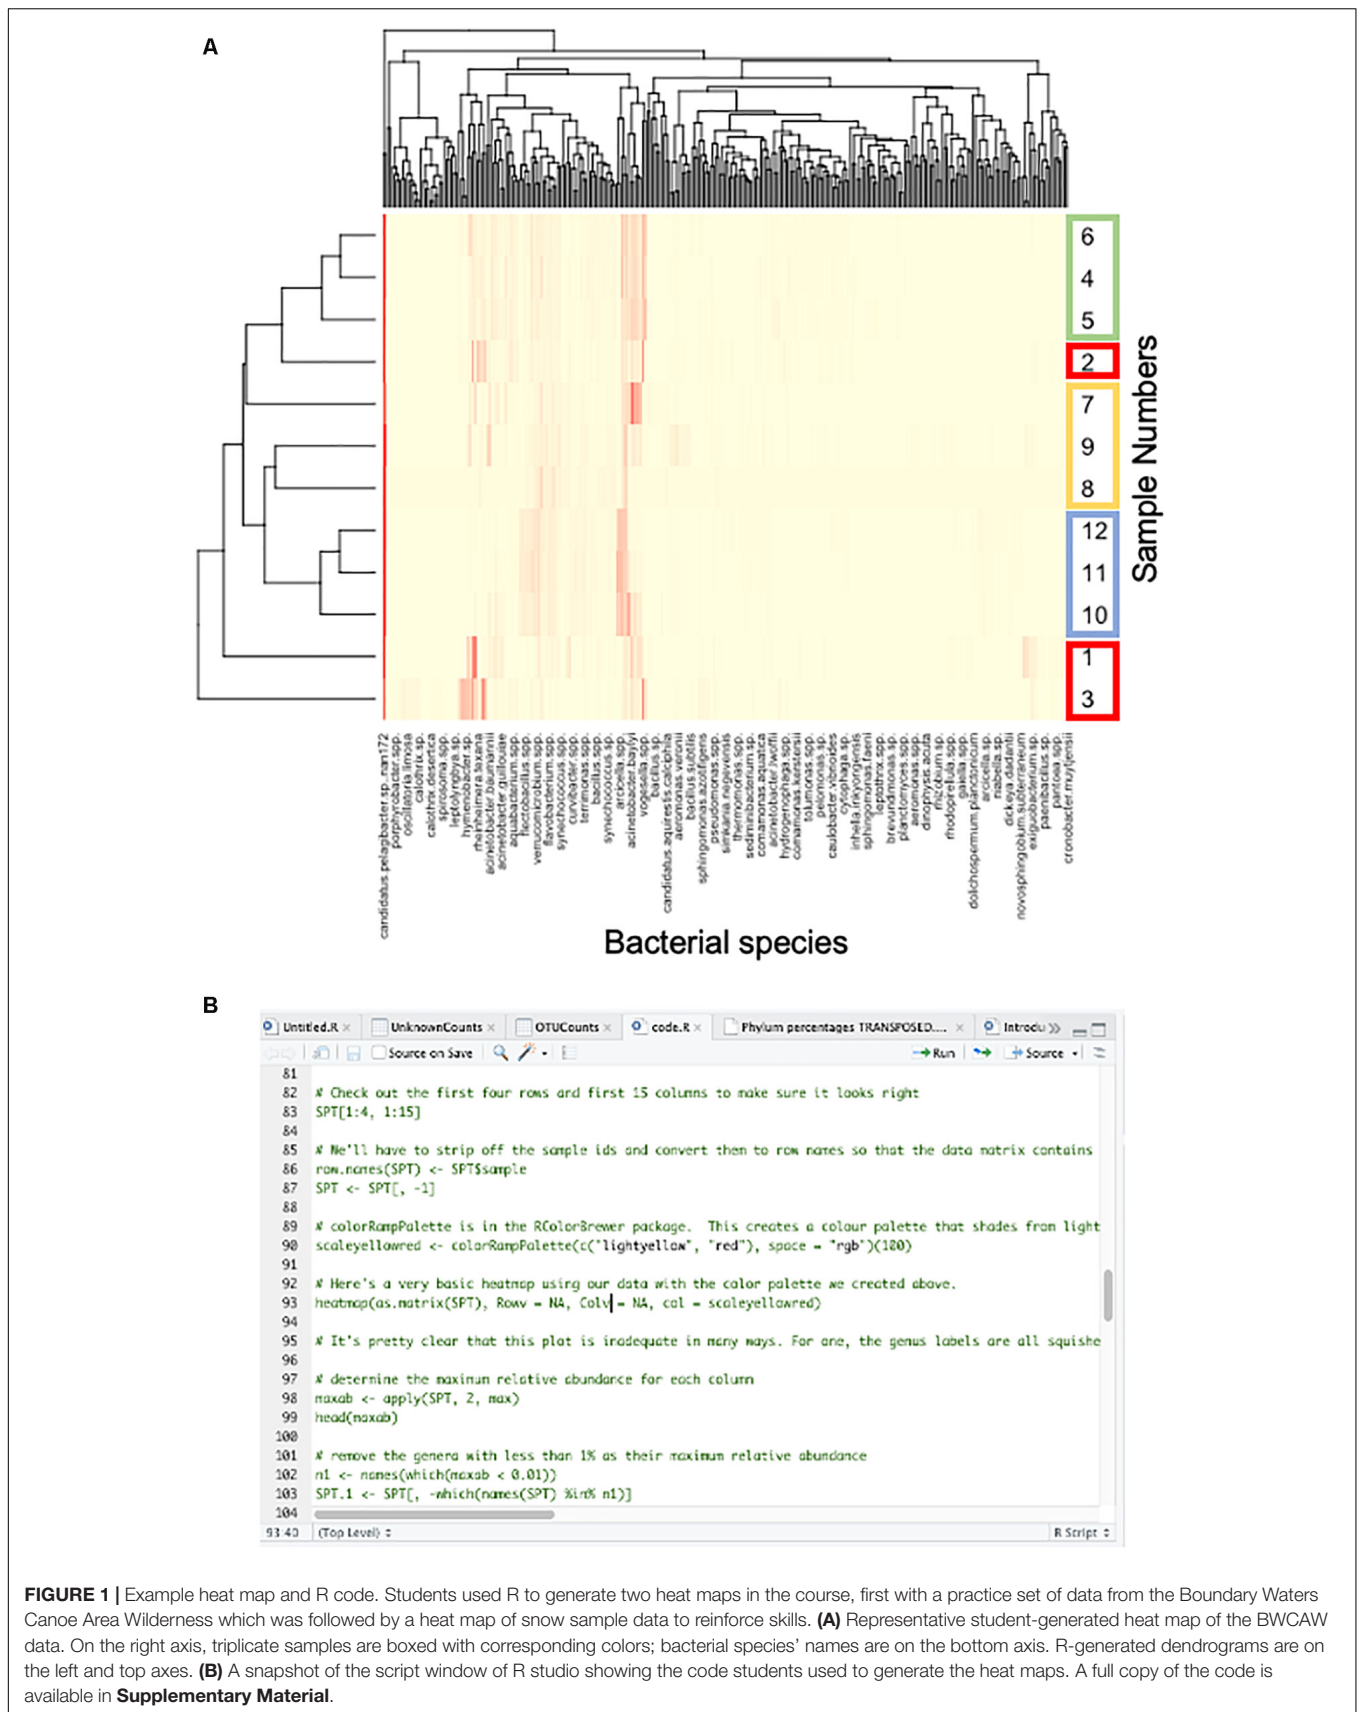 A
6
4
5
2
7
9
8
12
11
10
1
3
Sample Numbers
candidatus.pelagibacter.sp..nan172
porphyrobacter.spp.
oscillatoria.limosa
calothrix.sp.
calothrix.desertica
spirosoma.spp.
leptolyngbya.sp.
hymenobacter.sp.
rheinheimera.texana
acinetobacter.baumannii
acinetobacter.guillouiae
aquabacterium.spp.
flectobacillus.spp.
verrucomicrobium.spp.
flavobacterium.spp.
synechococcus.spp.
curvibacter.spp.
terrimonas.spp.
bacillus.spp.
synechococcus.sp.
arcicella.spp.
acinetobacter.baylyi
vogesella.spp.
bacillus.sp.
candidatus.aquirestis.calciphila
aeromonas.veronii
bacillus.subtilis
sphingomonas.azotifigens
pseudomonas.spp.
simkania.negevensis
thermomonas.spp.
sediminibacterium.sp.
comamonas.aquatica
acinetobacter.lwoffii
hydrogenophaga.spp.
comamonas.kerstersii
tolumonas.spp.
pelomonas.sp.
caulobacter.vibrioides
cytophaga.sp.
inhella.inkyongensis
sphingomonas.faeni
leptothrix.spp.
brevundimonas.sp.
planctomyces.spp.
aeromonas.spp.
dinophysis.acuta
rhizobium.sp.
rhodopirellula.spp.
gaiella.spp.
dolichospermum.planctonicum
arcicella.sp.
niabella.sp.
dickeya.dadantii
novosphingobium.subterraneum
exiguobacterium.sp.
paenibacillus.sp.
pantoea.spp.
cronobacter.muytjensii
Bacterial species
B
Untitled.R UnknownCounts OTUCounts code.R Phylum percentages TRANSPOSED.... Introdu
Source on Save Run Source
81
82 # Check out the first four rows and first 15 columns to make sure it looks right
83 SPT[1:4, 1:15]
84
85 # We'll have to strip off the sample ids and convert them to row names so that the data matrix contains
86 row.names(SPT) <- SPT$sample
87 SPT <- SPT[, -1]
88
89 # colorRampPalette is in the RColorBrewer package. This creates a colour palette that shades from light
90 scaleyellowred <- colorRampPalette(c("lightyellow", "red"), space = "rgb")(100)
91
92 # Here's a very basic heatmap using our data with the color palette we created above.
93 heatmap(as.matrix(SPT), Rowv = NA, Colv = NA, col = scaleyellowred)
94
95 # It's pretty clear that this plot is inadequate in many ways. For one, the genus labels are all squishe
96
97 # determine the maximum relative abundance for each column
98 maxab <- apply(SPT, 2, max)
99 head(maxab)
100
101 # remove the genera with less than 1% as their maximum relative abundance
102 n1 <- names(which(maxab < 0.01))
103 SPT.1 <- SPT[, -which(names(SPT) %in% n1)]
104
93:40 (Top Level) R Script
FIGURE 1 | Example heat map and R code. Students used R to generate two heat maps in the course, first with a practice set of data from the Boundary Waters
Canoe Area Wilderness which was followed by a heat map of snow sample data to reinforce skills. (A) Representative student-generated heat map of the BWCAW
data. On the right axis, triplicate samples are boxed with corresponding colors; bacterial species' names are on the bottom axis. R-generated dendrograms are on
the left and top axes. (B) A snapshot of the script window of R studio showing the code students used to generate the heat maps. A full copy of the code is
available in Supplementary Material.